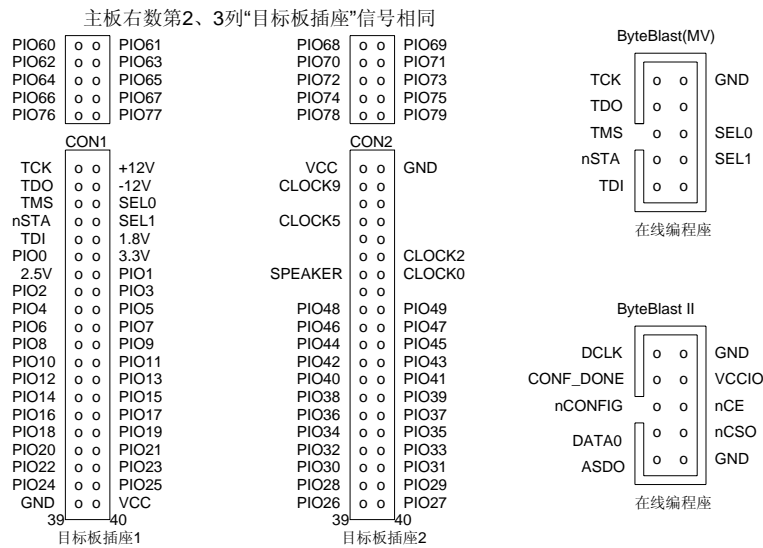 主板右数第2、3列“目标板插座”信号相同
PIO60 o o PIO61
PIO62 o o PIO63
PIO64 o o PIO65
PIO66 o o PIO67
PIO76 o o PIO77
CON1
TCK o o +12V
TDO o o -12V
TMS o o SEL0
nSTA o o SEL1
TDI o o 1.8V
PIO0 o o 3.3V
2.5V o o PIO1
PIO2 o o PIO3
PIO4 o o PIO5
PIO6 o o PIO7
PIO8 o o PIO9
PIO10 o o PIO11
PIO12 o o PIO13
PIO14 o o PIO15
PIO16 o o PIO17
PIO18 o o PIO19
PIO20 o o PIO21
PIO22 o o PIO23
PIO24 o o PIO25
GND o o VCC
39 40
目标板插座1
PIO68 o o PIO69
PIO70 o o PIO71
PIO72 o o PIO73
PIO74 o o PIO75
PIO78 o o PIO79
CON2
VCC o o GND
CLOCK9 o o
o o
CLOCK5 o o
o o
o o CLOCK2
SPEAKER o o CLOCK0
o o
PIO48 o o PIO49
PIO46 o o PIO47
PIO44 o o PIO45
PIO42 o o PIO43
PIO40 o o PIO41
PIO38 o o PIO39
PIO36 o o PIO37
PIO34 o o PIO35
PIO32 o o PIO33
PIO30 o o PIO31
PIO28 o o PIO29
PIO26 o o PIO27
39 40
目标板插座2
ByteBlast(MV)
TCK o o GND
TDO o o
TMS o o SEL0
nSTA o o SEL1
TDI o o
在线编程座
ByteBlast II
DCLK o o GND
CONF_DONE o o VCCIO
nCONFIG o o nCE
DATA0 o o nCSO
ASDO o o GND
在线编程座